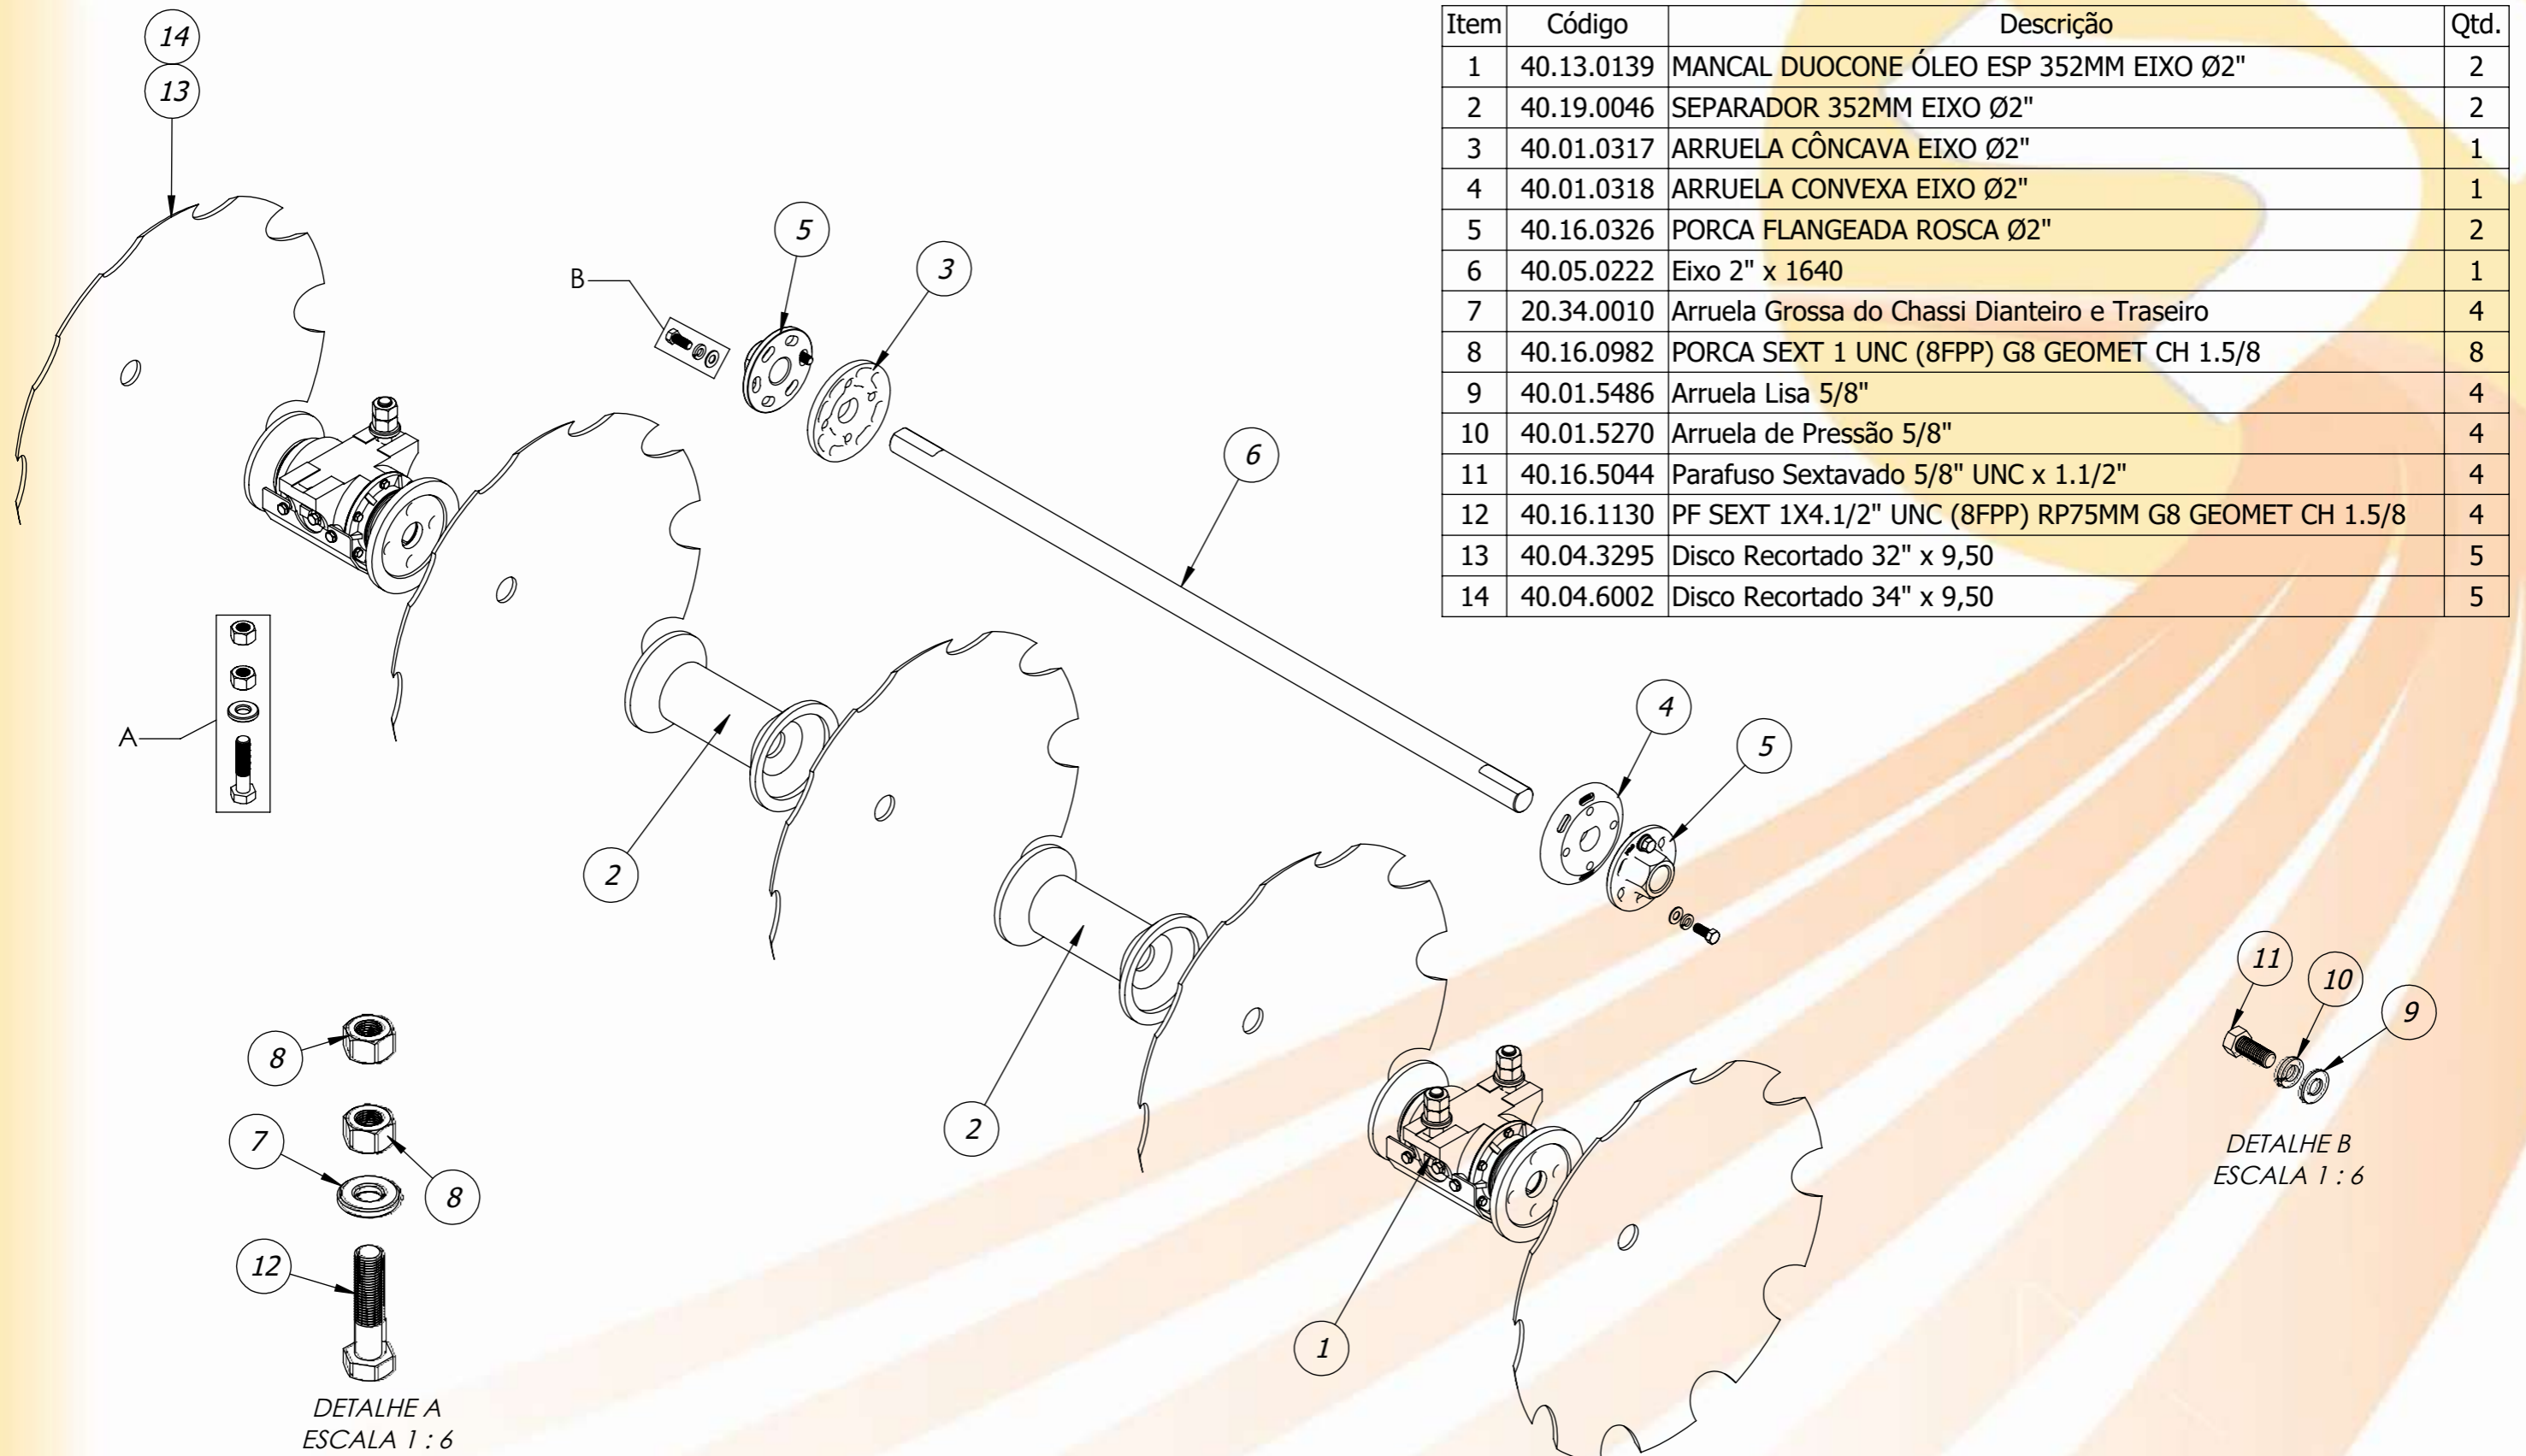 Item Código Descrição Qtd.
1 40.13.0139 MANCAL DUOCONE ÓLEO ESP 352MM EIXO Ø2" 2
2 40.19.0046 SEPARADOR 352MM EIXO Ø2" 2
3 40.01.0317 ARRUELA CÔNCAVA EIXO Ø2" 1
4 40.01.0318 ARRUELA CONVEXA EIXO Ø2" 1
5 40.16.0326 PORCA FLANGEADA ROSCA Ø2" 2
6 40.05.0222 Eixo 2" x 1640 1
7 20.34.0010 Arruela Grossa do Chassi Dianteiro e Traseiro 4
8 40.16.0982 PORCA SEXT 1 UNC (8FPP) G8 GEOMET CH 1.5/8 8
9 40.01.5486 Arruela Lisa 5/8" 4
10 40.01.5270 Arruela de Pressão 5/8" 4
11 40.16.5044 Parafuso Sextavado 5/8" UNC x 1.1/2" 4
12 40.16.1130 PF SEXT 1X4.1/2" UNC (8FPP) RP75MM G8 GEOMET CH 1.5/8 4
13 40.04.3295 Disco Recortado 32" x 9,50 5
14 40.04.6002 Disco Recortado 34" x 9,50 5
14
13
5
3
B
6
A
4
5
2
2
1
8
7
8
12
DETALHE A
ESCALA 1 : 6
11
10
9
DETALHE B
ESCALA 1 : 6